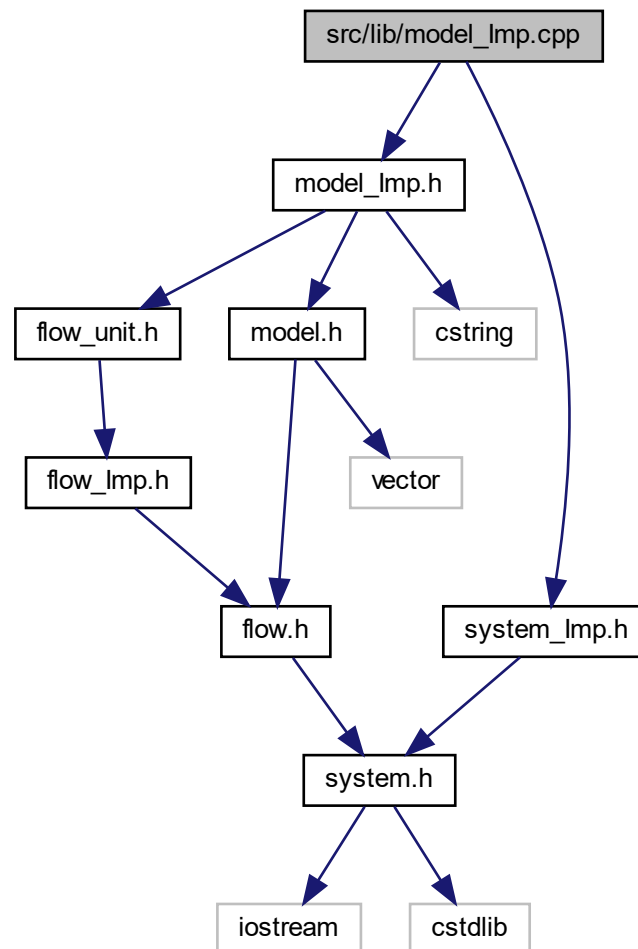 src/lib/model_Imp.cpp
model_Imp.h
flow_unit.h
model.h
cstring
flow_Imp.h
vector
flow.h
system_Imp.h
system.h
iostream
cstdlib